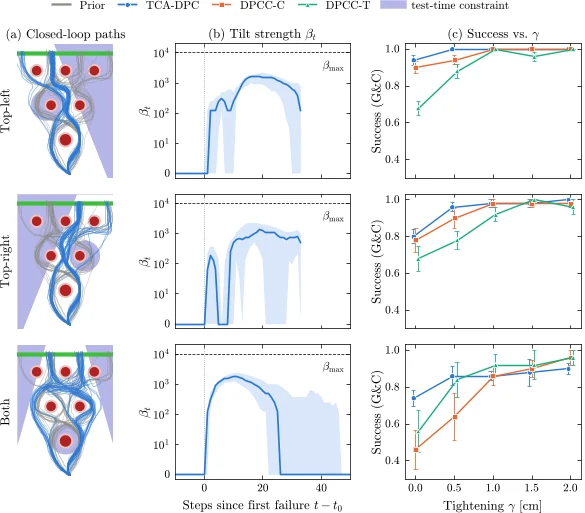 Prior TCA-DPC DPCC-C DPCC-T test-time constraint
(a) Closed-loop paths (b) Tilt strength βt (c) Success vs. γ
Top-left
βt
10⁴
10³
10²
10¹
0
βmax
Success (G&C)
1.0
0.8
0.6
0.4
Top-right
βt
10⁴
10³
10²
10¹
0
βmax
Success (G&C)
1.0
0.8
0.6
0.4
Both
βt
10⁴
10³
10²
10¹
0
βmax
0 20 40
Steps since first failure t − t₀
Success (G&C)
1.0
0.8
0.6
0.4
0.0 0.5 1.0 1.5 2.0
Tightening γ [cm]